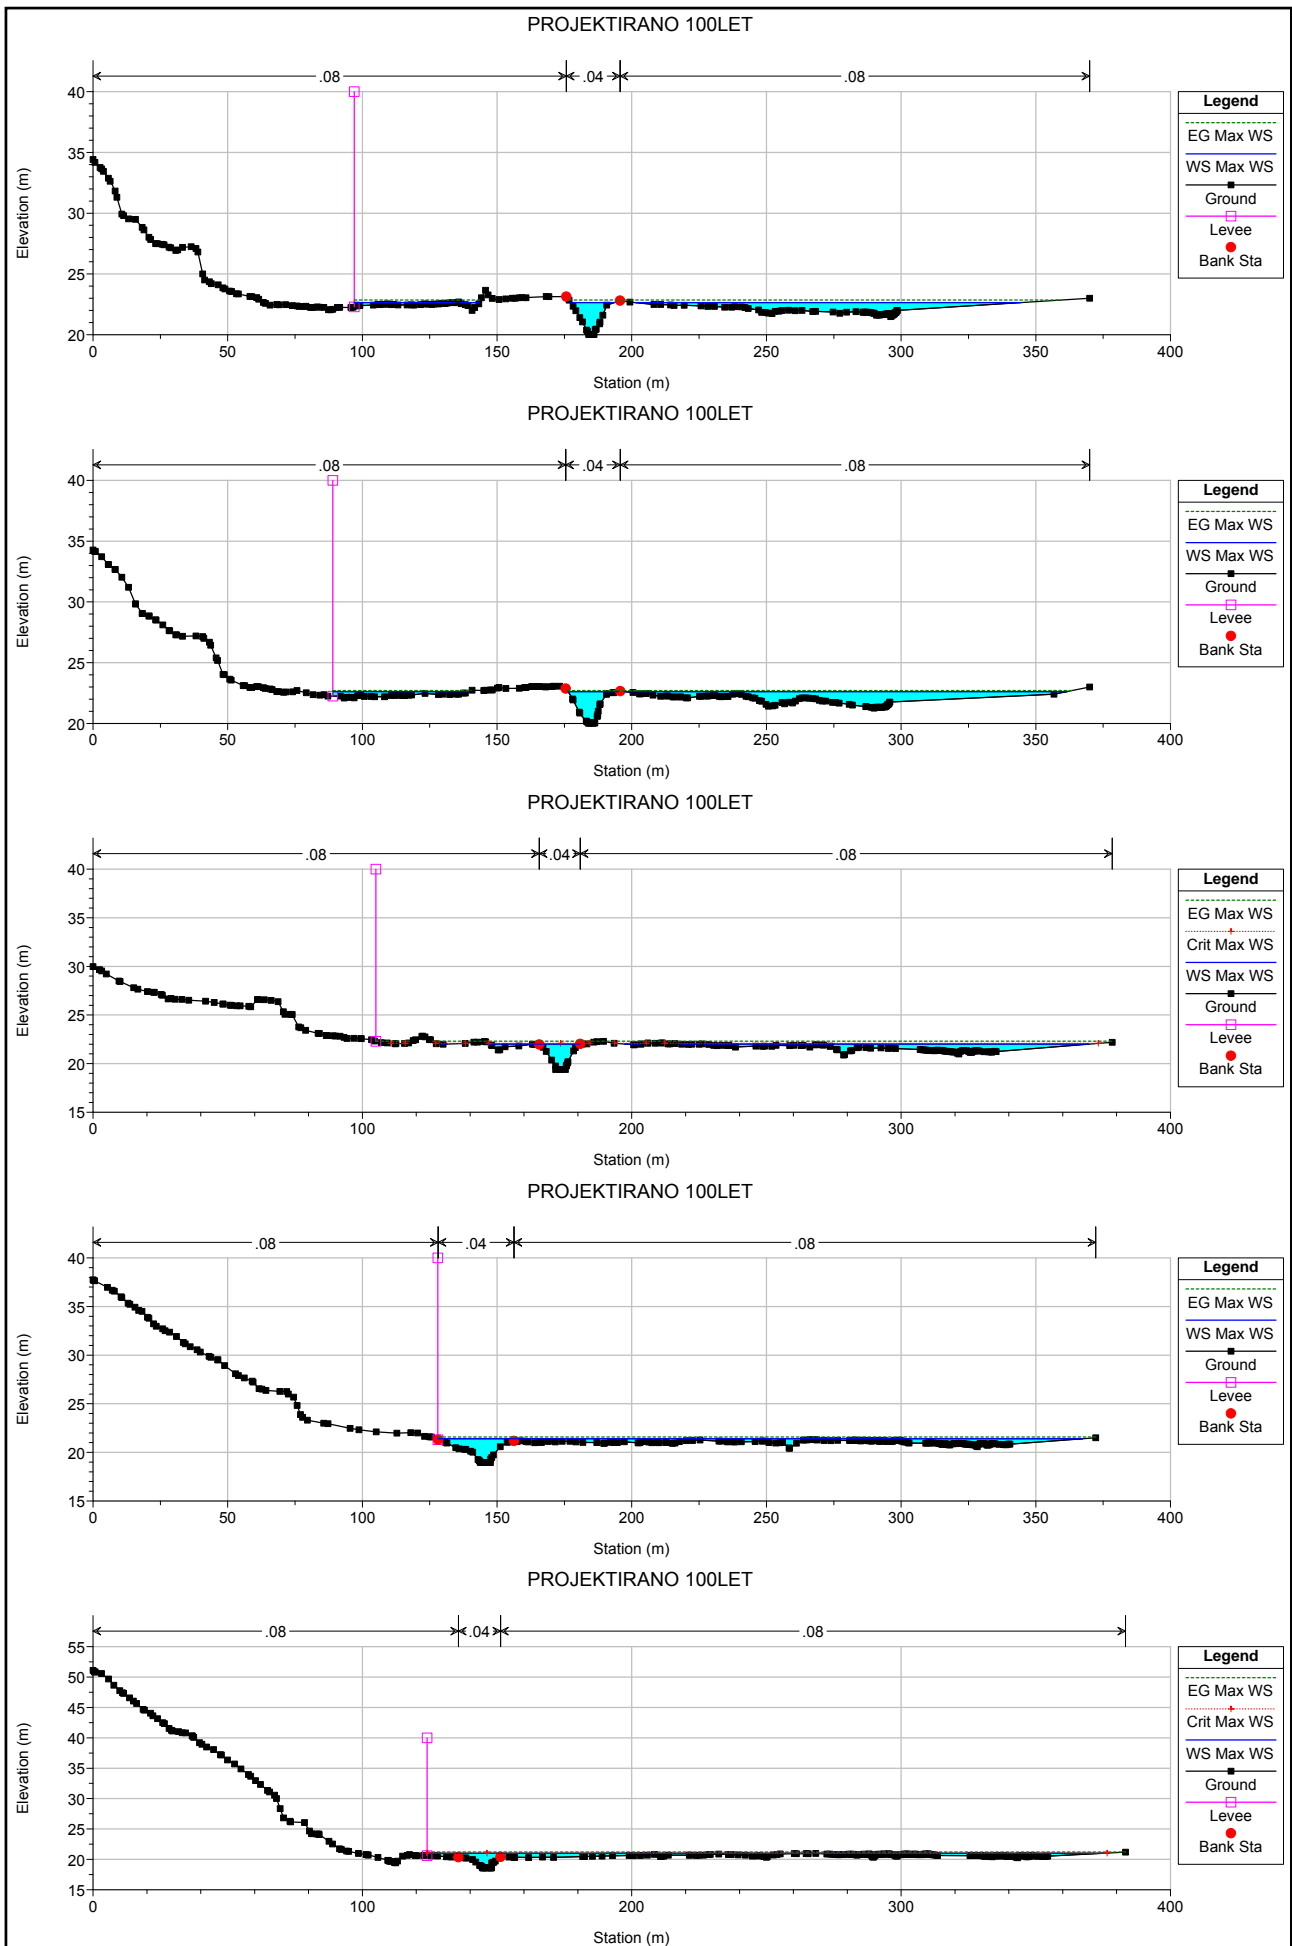 PROJEKTIRANO 100LET
.08 .04 .08
40
35
30
25
20
0 50 100 150 200 250 300 350 400
Elevation (m)
Station (m)
Legend
EG Max WS
WS Max WS
Ground
Levee
Bank Sta
PROJEKTIRANO 100LET
.08 .04 .08
40
35
30
25
20
0 50 100 150 200 250 300 350 400
Elevation (m)
Station (m)
Legend
EG Max WS
WS Max WS
Ground
Levee
Bank Sta
PROJEKTIRANO 100LET
.08 .04 .08
40
35
30
25
20
15
0 50 100 150 200 250 300 350 400
Elevation (m)
Station (m)
Legend
EG Max WS
Crit Max WS
WS Max WS
Ground
Levee
Bank Sta
PROJEKTIRANO 100LET
.08 .04 .08
40
35
30
25
20
15
0 50 100 150 200 250 300 350 400
Elevation (m)
Station (m)
Legend
EG Max WS
WS Max WS
Ground
Levee
Bank Sta
PROJEKTIRANO 100LET
.08 .04 .08
55
50
45
40
35
30
25
20
15
0 50 100 150 200 250 300 350 400
Elevation (m)
Station (m)
Legend
EG Max WS
Crit Max WS
WS Max WS
Ground
Levee
Bank Sta